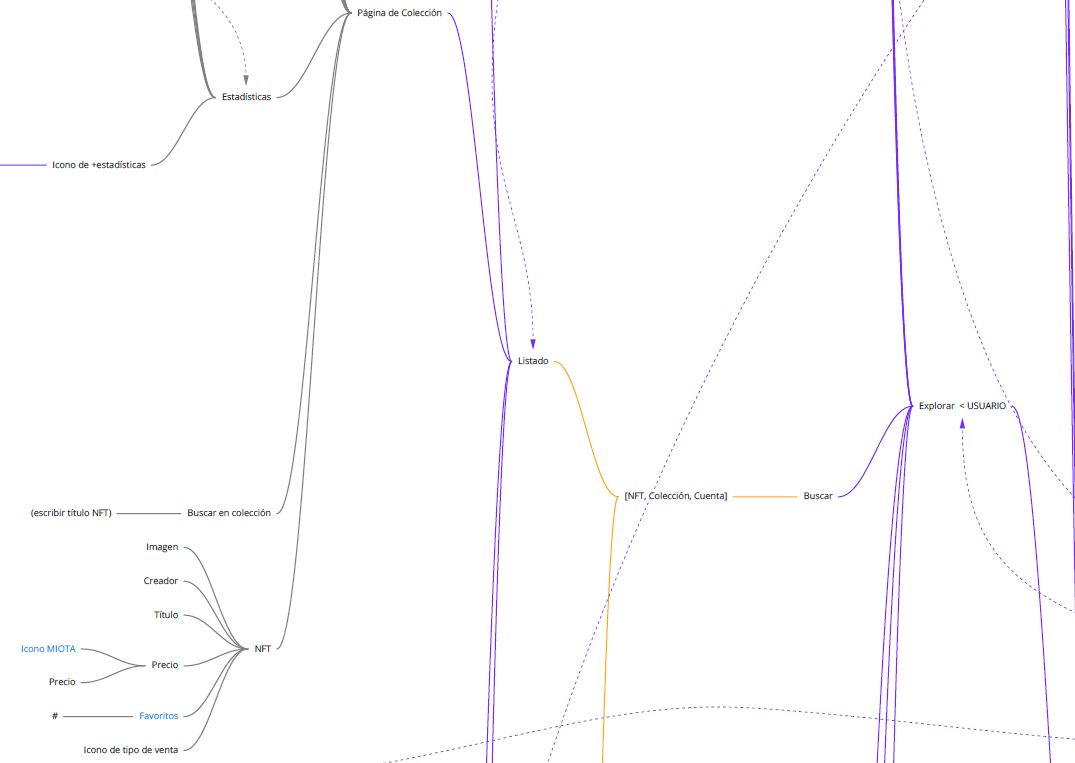 Página de Colección
Estadísticas
Icono de +estadísticas
Listado
Explorar < USUARIO
[NFT, Colección, Cuenta]
Buscar
(escribir título NFT)
Buscar en colección
Imagen
Creador
Título
Icono MIOTA
NFT
Precio
Precio
#
Favoritos
Icono de tipo de venta